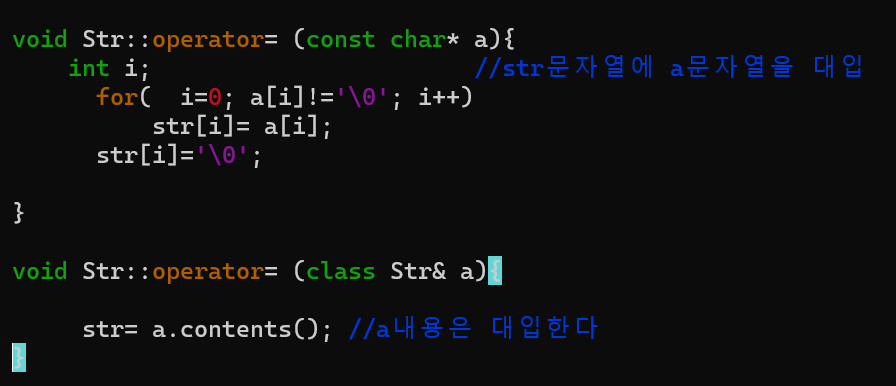 void Str::operator= (const char* a){
    int i;                       //str문자열에 a문자열을 대입
      for(  i=0; a[i]!='\0'; i++)
          str[i]= a[i];
      str[i]='\0';
}
void Str::operator= (class Str& a){
     str= a.contents(); //a내용은 대입한다
}